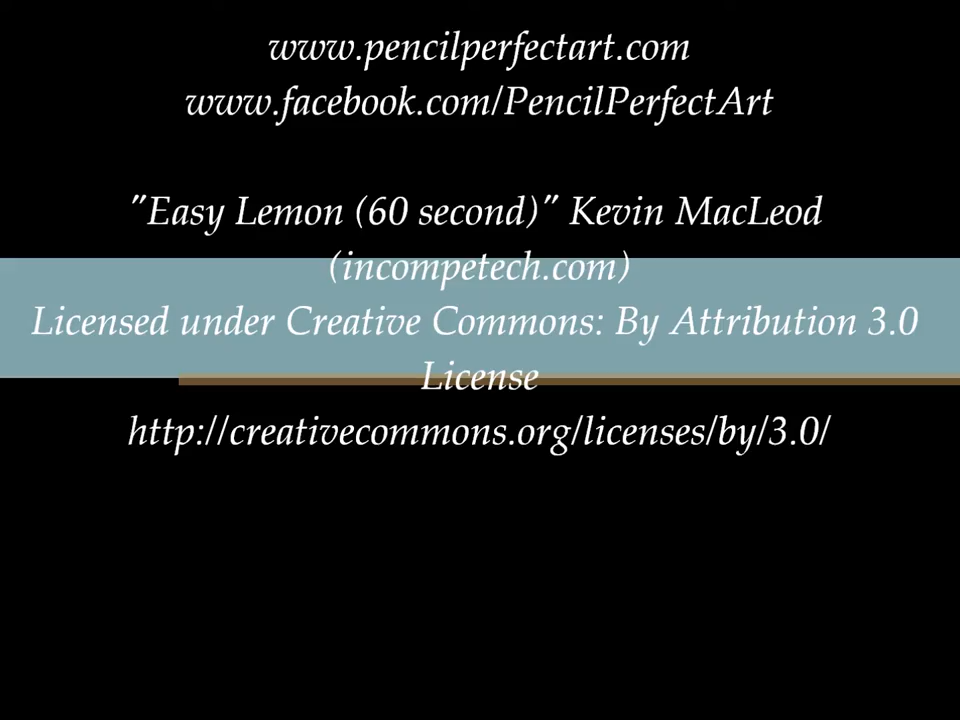 www.pencilperfectart.com
www.facebook.com/PencilPerfectArt
"Easy Lemon (60 second)" Kevin MacLeod
(incompetech.com)
Licensed under Creative Commons: By Attribution 3.0
License
http://creativecommons.org/licenses/by/3.0/